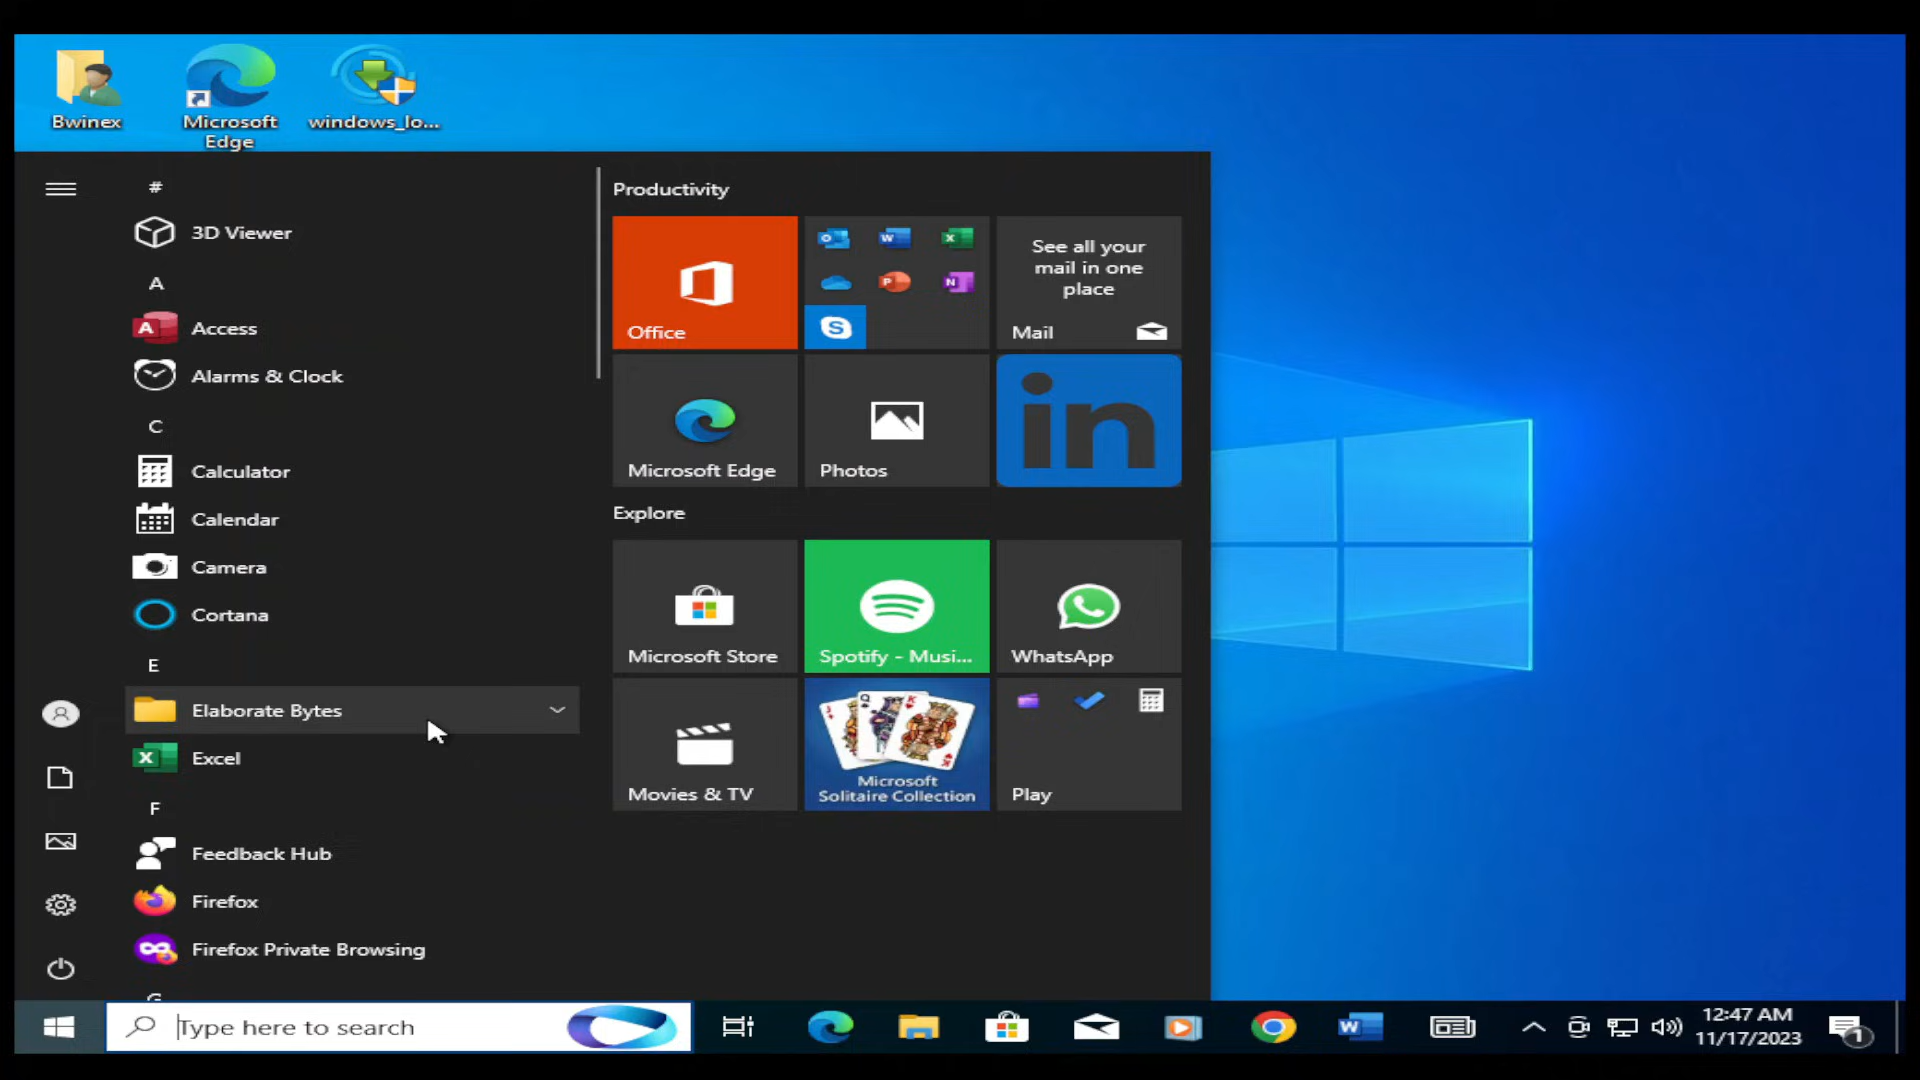 Bwinex
Microsoft
Edge
windows_lo...
#
3D Viewer
A
Access
Alarms & Clock
C
Calculator
Calendar
Camera
Cortana
E
Elaborate Bytes
Excel
F
Feedback Hub
Firefox
Firefox Private Browsing
G
Productivity
Office
See all your
mail in one
place
Mail
Microsoft Edge
Photos
in
Explore
Microsoft Store
Spotify - Musi...
WhatsApp
Movies & TV
Microsoft
Solitaire Collection
Play
Type here to search
12:47 AM
11/17/2023
1